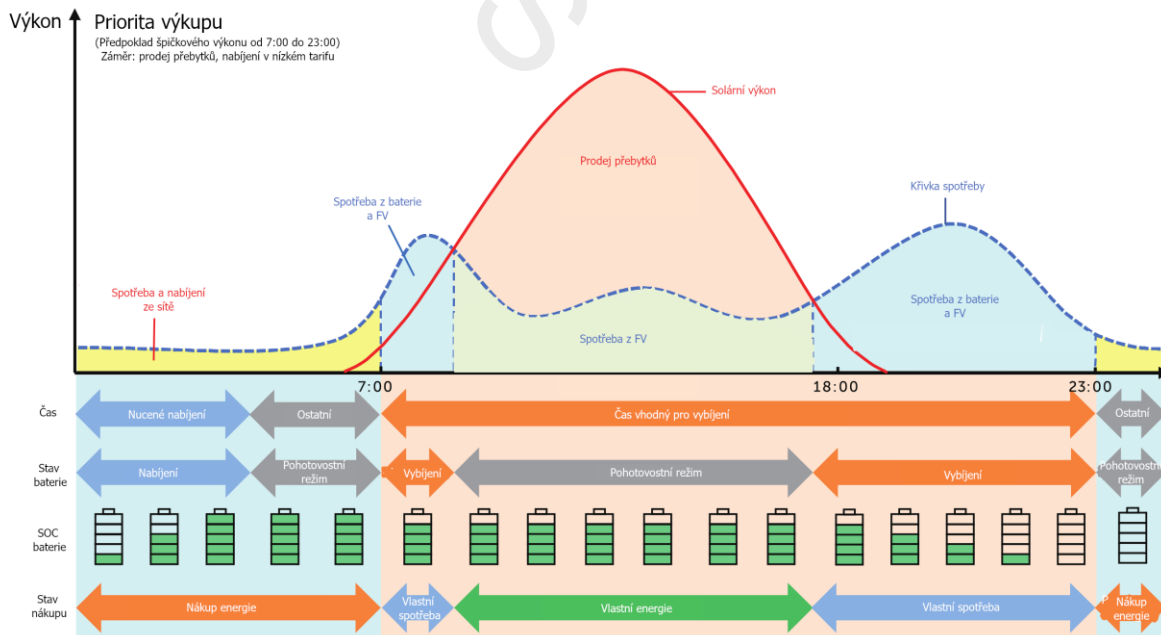 Výkon
Priorita výkupu
(Předpoklad špičkového výkonu od 7:00 do 23:00)
Záměr: prodej přebytků, nabíjení v nízkém tarifu
Solární výkon
Prodej přebytků
Spotřeba z baterie
a FV
Křivka spotřeby
Spotřeba a nabíjení
ze sítě
Spotřeba z FV
Spotřeba z baterie
a FV
7:00
18:00
23:00
Čas
Nucené nabíjení
Ostatní
Čas vhodný pro vybíjení
Ostatní
Stav
baterie
Nabíjení
Pohotovostní
režim
Vybíjení
Pohotovostní režim
Vybíjení
Pohotovostní
režim
SOC
baterie
Stav
nákupu
Nákup energie
Vlastní
spotřeba
Vlastní energie
Vlastní spotřeba
Nákup
energie